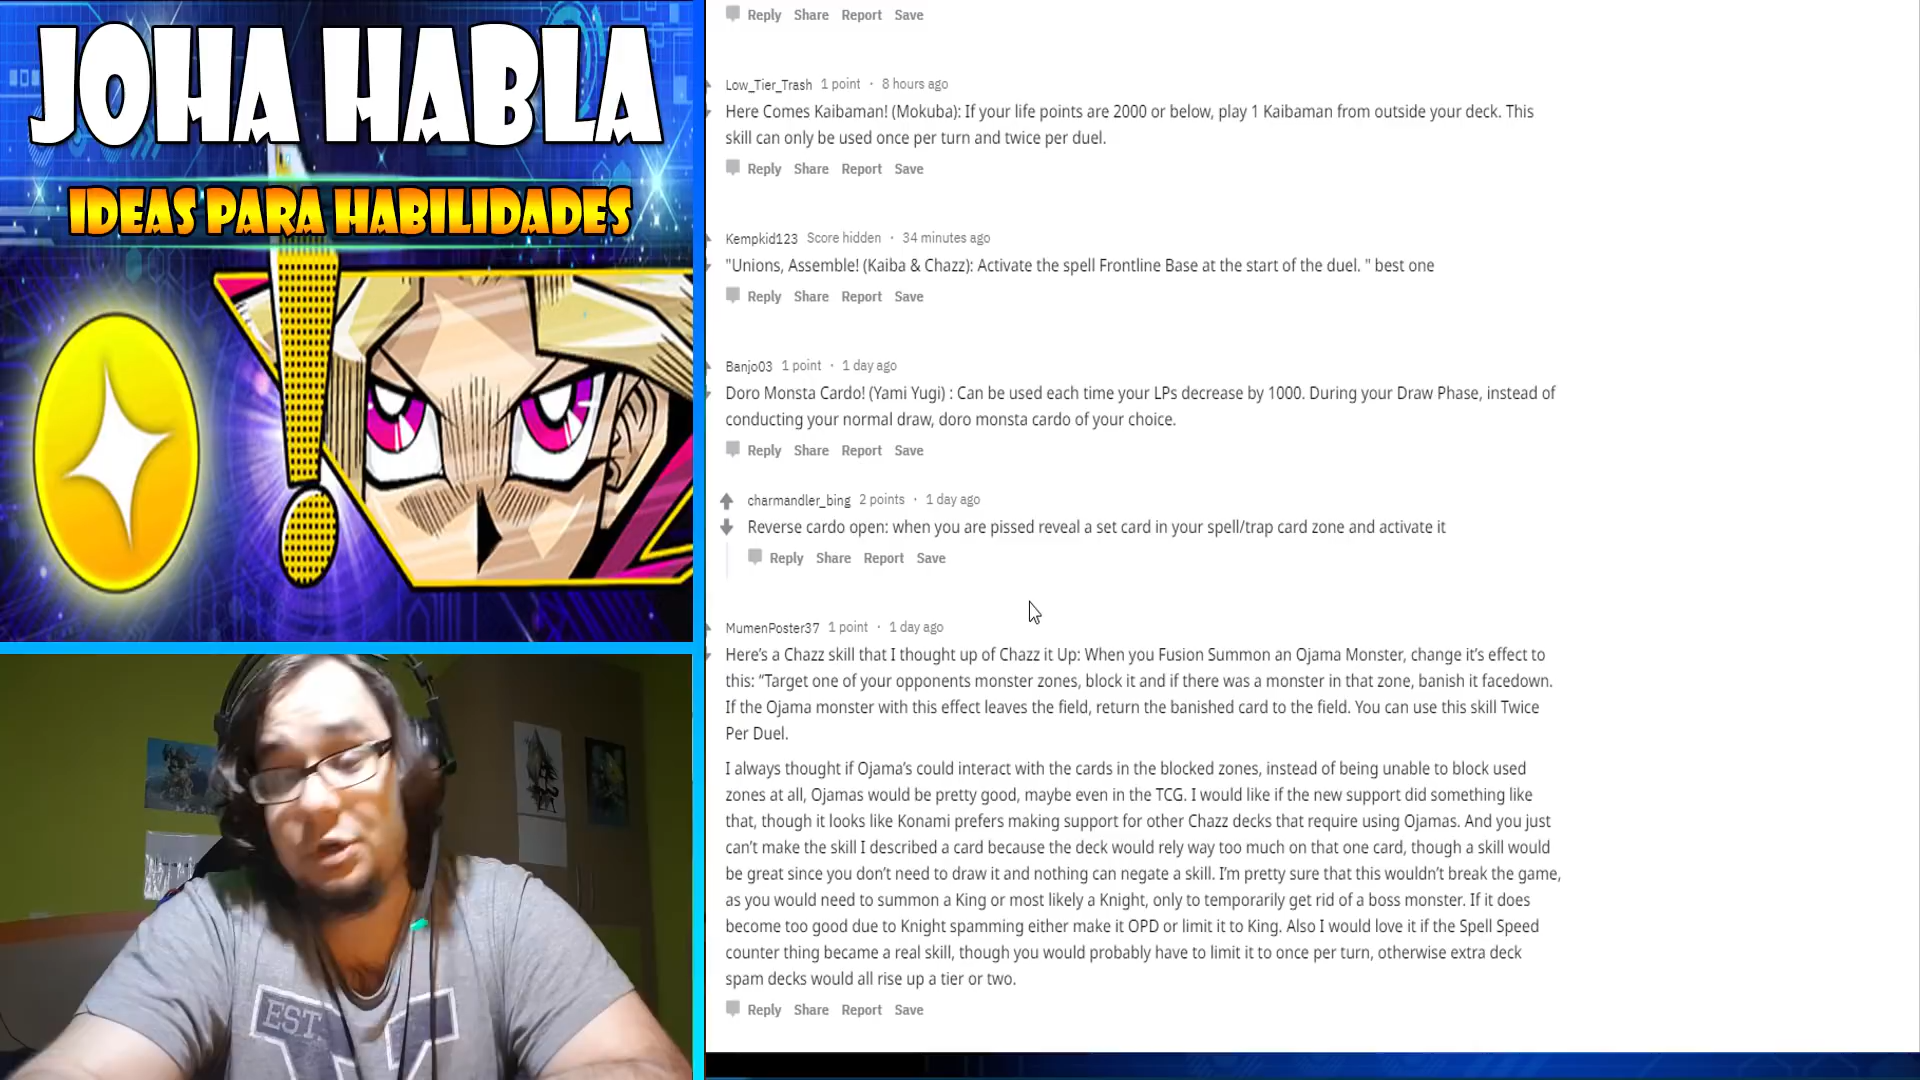 JOHA HABLA
IDEAS PARA HABILIDADES
EST.
Reply Share Report Save
Low_Tier_Trash 1 point · 8 hours ago
Here Comes Kaibaman! (Mokuba): If your life points are 2000 or below, play 1 Kaibaman from outside your deck. This
skill can only be used once per turn and twice per duel.
Reply Share Report Save
Kempkid123 Score hidden · 34 minutes ago
"Unions, Assemble! (Kaiba & Chazz): Activate the spell Frontline Base at the start of the duel. " best one
Reply Share Report Save
Banjo03 1 point · 1 day ago
Doro Monsta Cardo! (Yami Yugi) : Can be used each time your LPs decrease by 1000. During your Draw Phase, instead of
conducting your normal draw, doro monsta cardo of your choice.
Reply Share Report Save
charmandler_bing 2 points · 1 day ago
Reverse cardo open: when you are pissed reveal a set card in your spell/trap card zone and activate it
Reply Share Report Save
MumenPoster37 1 point · 1 day ago
Here’s a Chazz skill that I thought up of Chazz it Up: When you Fusion Summon an Ojama Monster, change it’s effect to
this: “Target one of your opponents monster zones, block it and if there was a monster in that zone, banish it facedown.
If the Ojama monster with this effect leaves the field, return the banished card to the field. You can use this skill Twice
Per Duel.
I always thought if Ojama’s could interact with the cards in the blocked zones, instead of being unable to block used
zones at all, Ojamas would be pretty good, maybe even in the TCG. I would like if the new support did something like
that, though it looks like Konami prefers making support for other Chazz decks that require using Ojamas. And you just
can’t make the skill I described a card because the deck would rely way too much on that one card, though a skill would
be great since you don’t need to draw it and nothing can negate a skill. I’m pretty sure that this wouldn’t break the game,
as you would need to summon a King or most likely a Knight, only to temporarily get rid of a boss monster. If it does
become too good due to Knight spamming either make it OPD or limit it to King. Also I would love it if the Spell Speed
counter thing became a real skill, though you would probably have to limit it to once per turn, otherwise extra deck
spam decks would all rise up a tier or two.
Reply Share Report Save